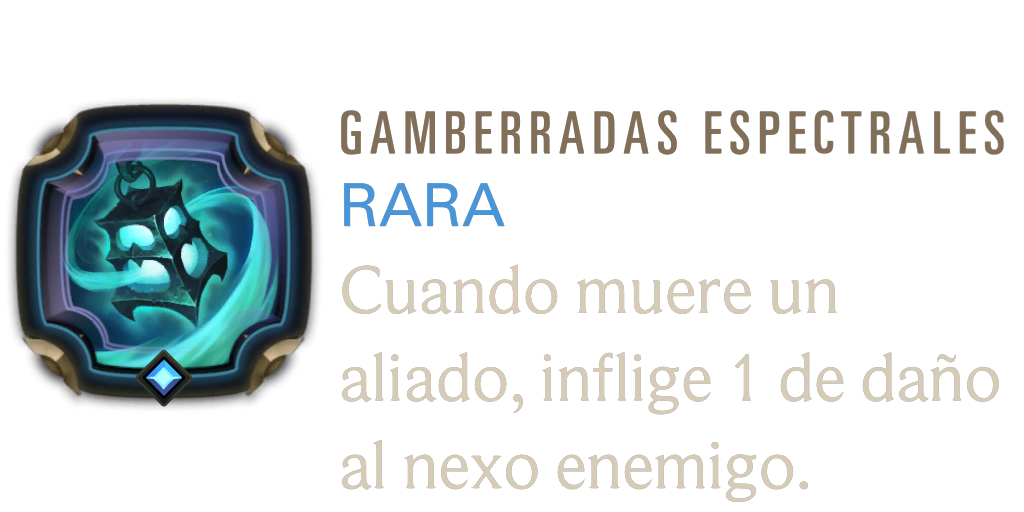 GAMBERRADAS ESPECTRALES
RARA
Cuando muere un
aliado, inflige 1 de daño
al nexo enemigo.